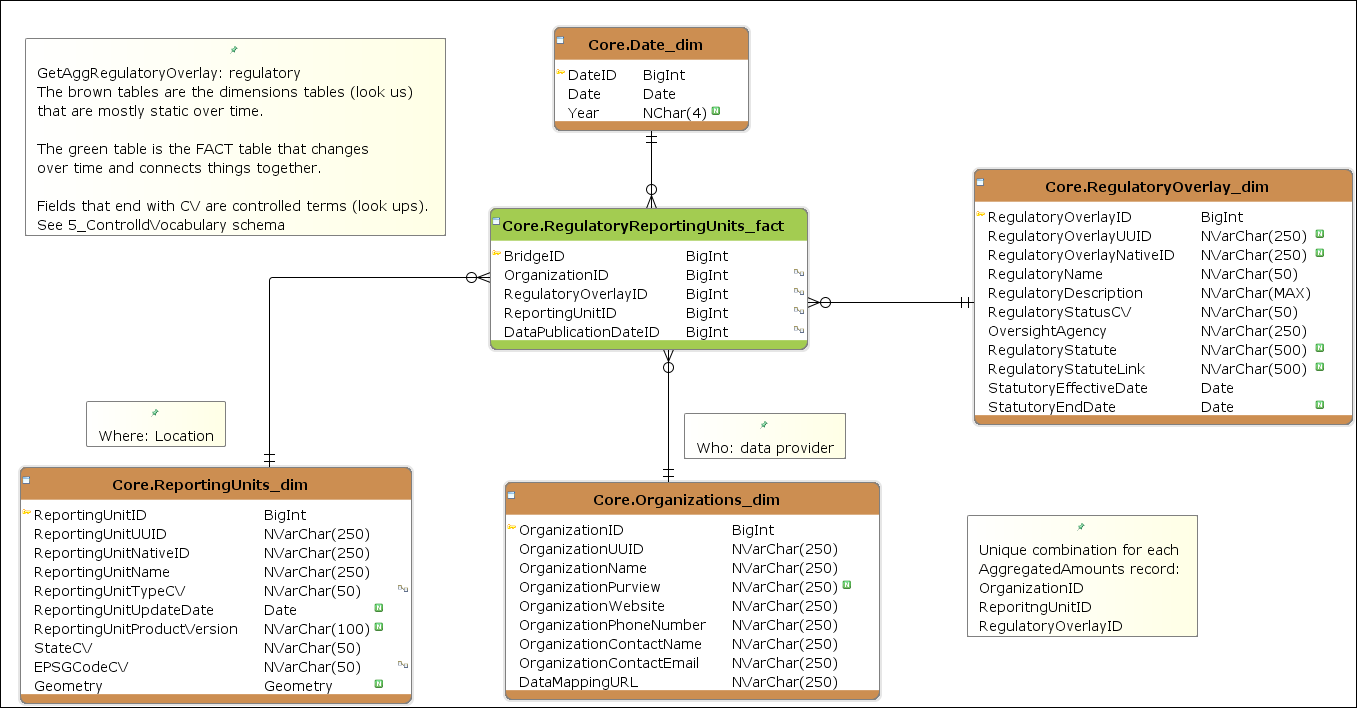 GetAggRegulatoryOverlay: regulatory
The brown tables are the dimensions tables (look us)
that are mostly static over time.
The green table is the FACT table that changes
over time and connects things together.
Fields that end with CV are controlled terms (look ups).
See 5_ControlldVocabulary schema
Core.Date_dim
DateID BigInt
Date Date
Year NChar(4) N
Core.RegulatoryReportingUnits_fact
BridgeID BigInt
OrganizationID BigInt
RegulatoryOverlayID BigInt
ReportingUnitID BigInt
DataPublicationDateID BigInt
Core.RegulatoryOverlay_dim
RegulatoryOverlayID BigInt
RegulatoryOverlayUUID NVarChar(250) N
RegulatoryOverlayNativeID NVarChar(250) N
RegulatoryName NVarChar(50)
RegulatoryDescription NVarChar(MAX)
RegulatoryStatusCV NVarChar(50)
OversightAgency NVarChar(250)
RegulatoryStatute NVarChar(500) N
RegulatoryStatuteLink NVarChar(500) N
StatutoryEffectiveDate Date
StatutoryEndDate Date N
Where: Location
Who: data provider
Core.ReportingUnits_dim
ReportingUnitID BigInt
ReportingUnitUUID NVarChar(250)
ReportingUnitNativeID NVarChar(250)
ReportingUnitName NVarChar(250)
ReportingUnitTypeCV NVarChar(50)
ReportingUnitUpdateDate Date N
ReportingUnitProductVersion NVarChar(100) N
StateCV NVarChar(50)
EPSGCodeCV NVarChar(50)
Geometry Geometry N
Core.Organizations_dim
OrganizationID BigInt
OrganizationUUID NVarChar(250)
OrganizationName NVarChar(250)
OrganizationPurview NVarChar(250) N
OrganizationWebsite NVarChar(250)
OrganizationPhoneNumber NVarChar(250)
OrganizationContactName NVarChar(250)
OrganizationContactEmail NVarChar(250)
DataMappingURL NVarChar(250)
Unique combination for each
AggregatedAmounts record:
OrganizationID
ReporitngUnitID
RegulatoryOverlayID